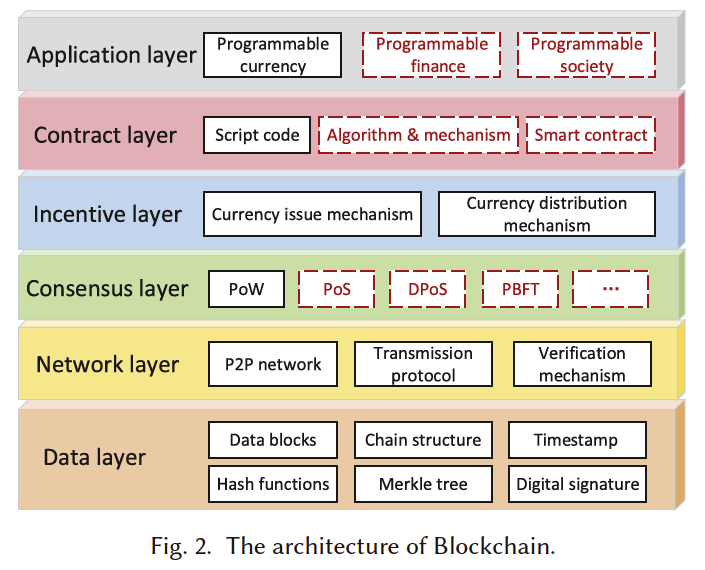 Application layer
Programmable
currency
Programmable
finance
Programmable
society
Contract layer
Script code
Algorithm & mechanism
Smart contract
Incentive layer
Currency issue mechanism
Currency distribution
mechanism
Consensus layer
PoW
PoS
DPoS
PBFT
...
Network layer
P2P network
Transmission
protocol
Verification
mechanism
Data layer
Data blocks
Chain structure
Timestamp
Hash functions
Merkle tree
Digital signature
Fig. 2. The architecture of Blockchain.